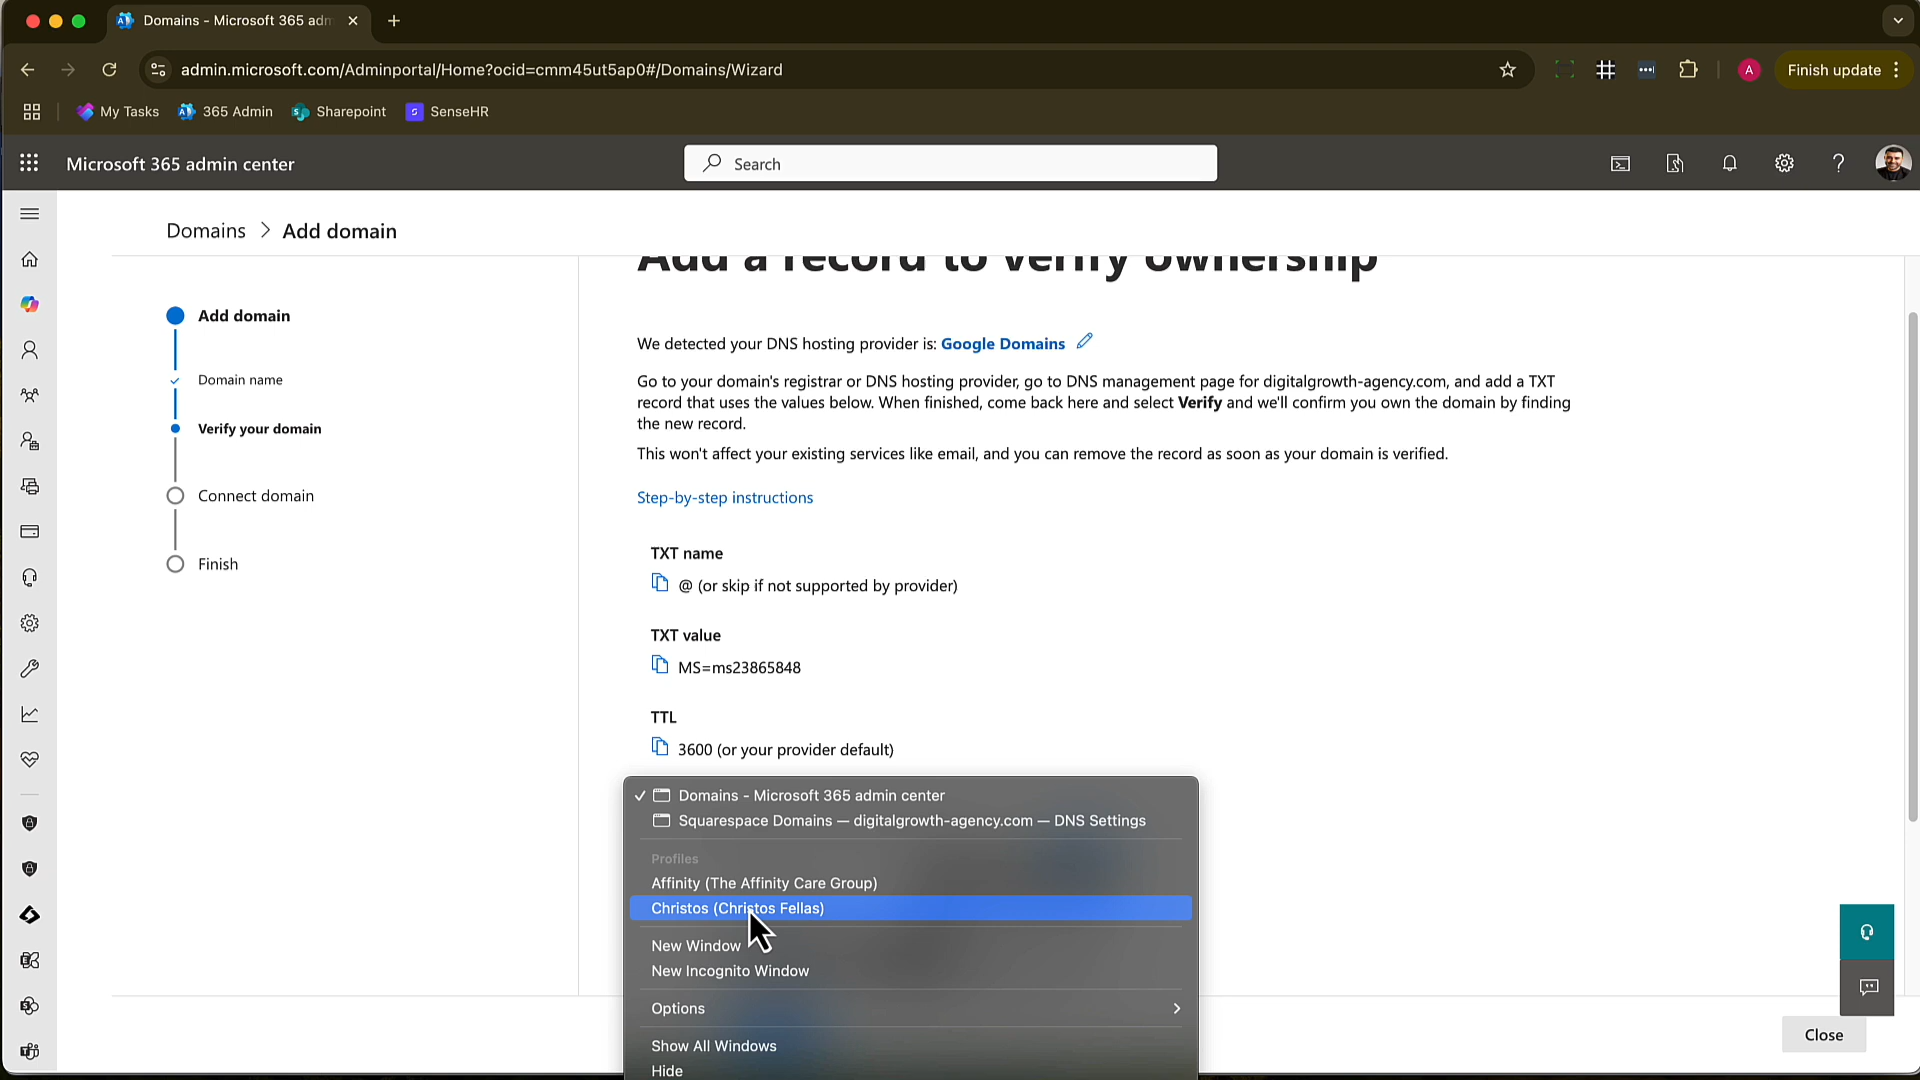 Domains - Microsoft 365 adm
admin.microsoft.com/Adminportal/Home?ocid=cmm45ut5ap0#/Domains/Wizard
A
Finish update
My Tasks
365 Admin
Sharepoint
SenseHR
Microsoft 365 admin center
Search
Domains > Add domain
Add a record to verify ownership
Add domain
Domain name
Verify your domain
Connect domain
Finish
We detected your DNS hosting provider is: Google Domains
Go to your domain's registrar or DNS hosting provider, go to DNS management page for digitalgrowth-agency.com, and add a TXT
record that uses the values below. When finished, come back here and select Verify and we'll confirm you own the domain by finding
the new record.
This won't affect your existing services like email, and you can remove the record as soon as your domain is verified.
Step-by-step instructions
TXT name
@ (or skip if not supported by provider)
TXT value
MS=ms23865848
TTL
3600 (or your provider default)
Domains - Microsoft 365 admin center
Squarespace Domains — digitalgrowth-agency.com — DNS Settings
Profiles
Affinity (The Affinity Care Group)
Christos (Christos Fellas)
New Window
New Incognito Window
Options
Show All Windows
Hide
Close